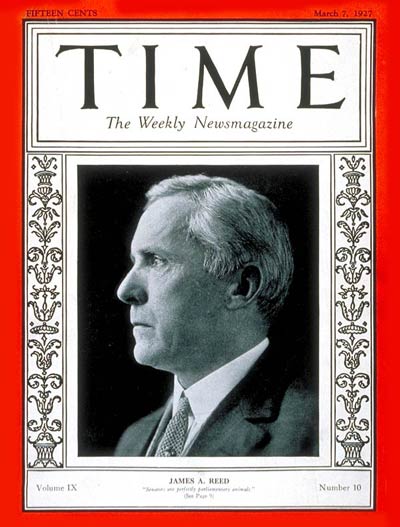 FIFTEEN CENTS March 7, 1927
TIME
The Weekly Newsmagazine
JAMES A. REED
"Senators are perfectly parliamentary animals."
(See Page 9)
Volume IX Number 10